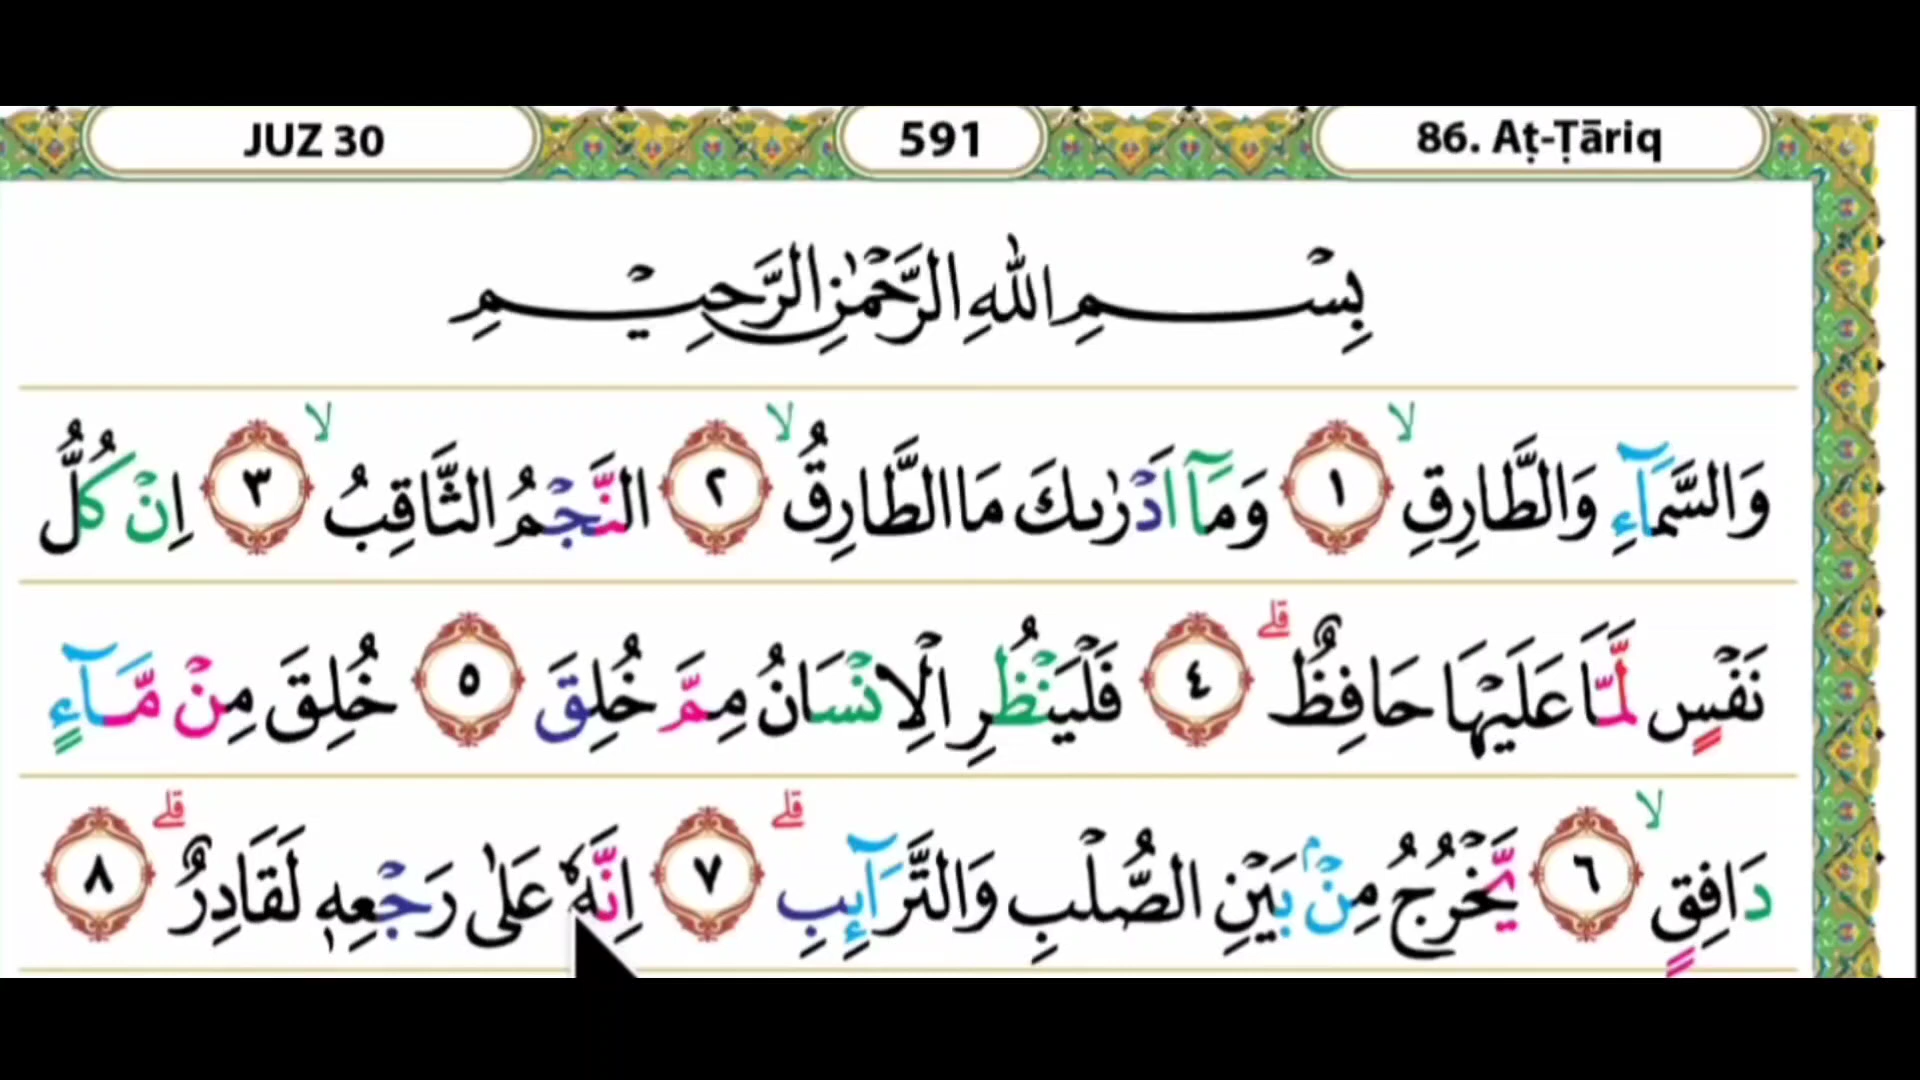 JUZ 30 591 86. Aṭ-Ṭāriq
بِسْمِ اللّٰهِ الرَّحْمٰنِ الرَّحِيْمِ
وَالسَّمَآءِ وَالطَّارِقِ ۙ ١ وَمَآ اَدْرٰىكَ مَا الطَّارِقُ ۙ ٢ النَّجْمُ الثَّاقِبُ ۙ ٣ اِنْ كُلُّ
نَفْسٍ لَّمَّا عَلَيْهَا حَافِظٌ ۗ ٤ فَلْيَنْظُرِ الْاِنْسَانُ مِمَّ خُلِقَ ٥ خُلِقَ مِنْ مَّآءٍ
دَافِقٍ ۙ ٦ يَّخْرُجُ مِنْۢ بَيْنِ الصُّلْبِ وَالتَّرَآىِٕبِ ۗ ٧ اِنَّهٗ عَلٰى رَجْعِهٖ لَقَادِرٌ ۗ ٨